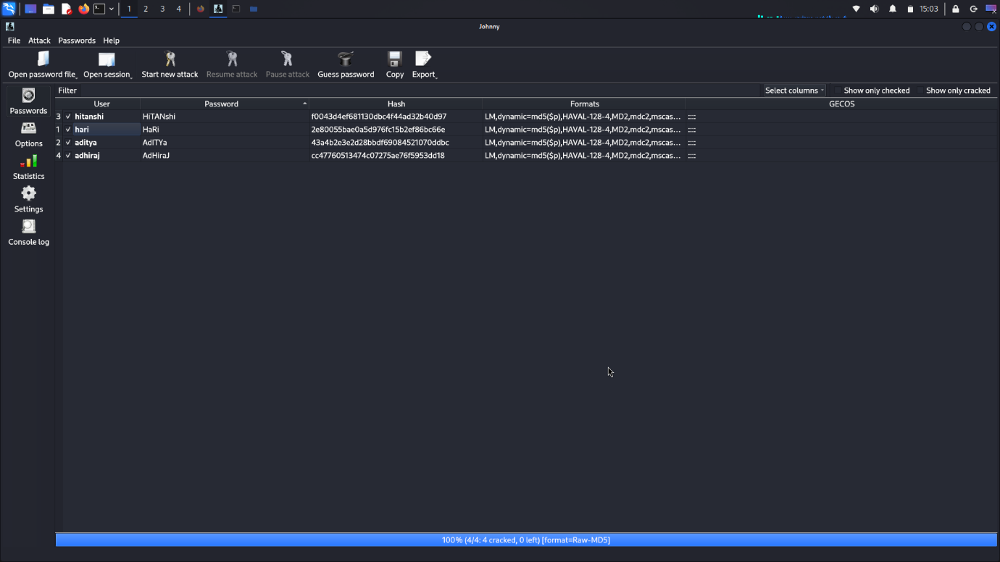 1 2 3 4 15:03
Johnny
File Attack Passwords Help
Open password file Open session Start new attack Resume attack Pause attack Guess password Copy Export
Filter Select columns Show only checked Show only cracked
Passwords
Options
Statistics
Settings
Console log
User Password Hash Formats GECOS
3 ✓ hitanshi HiTANshi f0043d4ef681130dbc4f44ad32b40d97 LM,dynamic=md5($p),HAVAL-128-4,MD2,mdc2,mscas... ::::
1 ✓ hari HaRi 2e80055bae0a5d976fc15b2ef86bc66e LM,dynamic=md5($p),HAVAL-128-4,MD2,mdc2,mscas... ::::
2 ✓ aditya AdITYa 43a4b2e3e2d28bbdf69084521070ddbc LM,dynamic=md5($p),HAVAL-128-4,MD2,mdc2,mscas... ::::
4 ✓ adhiraj AdHiraJ cc47760513474c07275ae76f5953dd18 LM,dynamic=md5($p),HAVAL-128-4,MD2,mdc2,mscas... ::::
100% (4/4: 4 cracked, 0 left) [format=Raw-MD5]